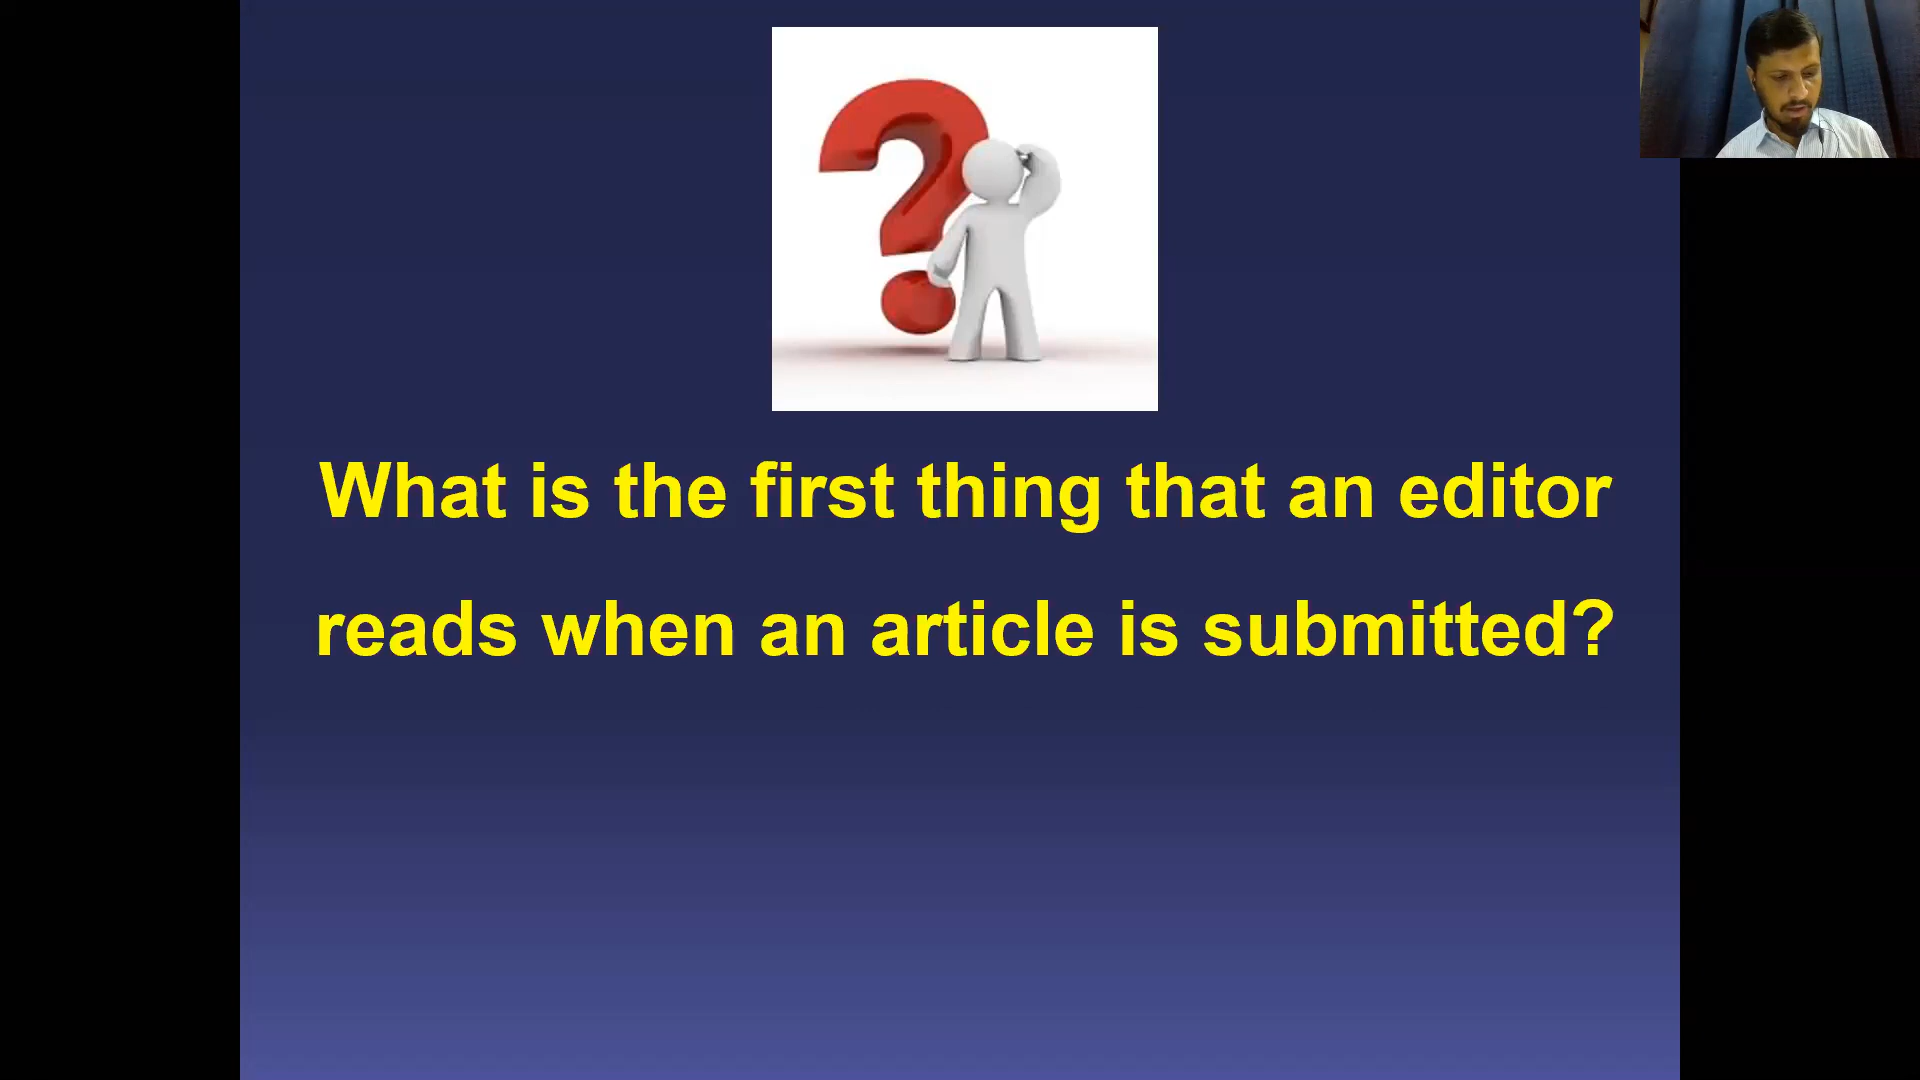 What is the first thing that an editor
reads when an article is submitted?